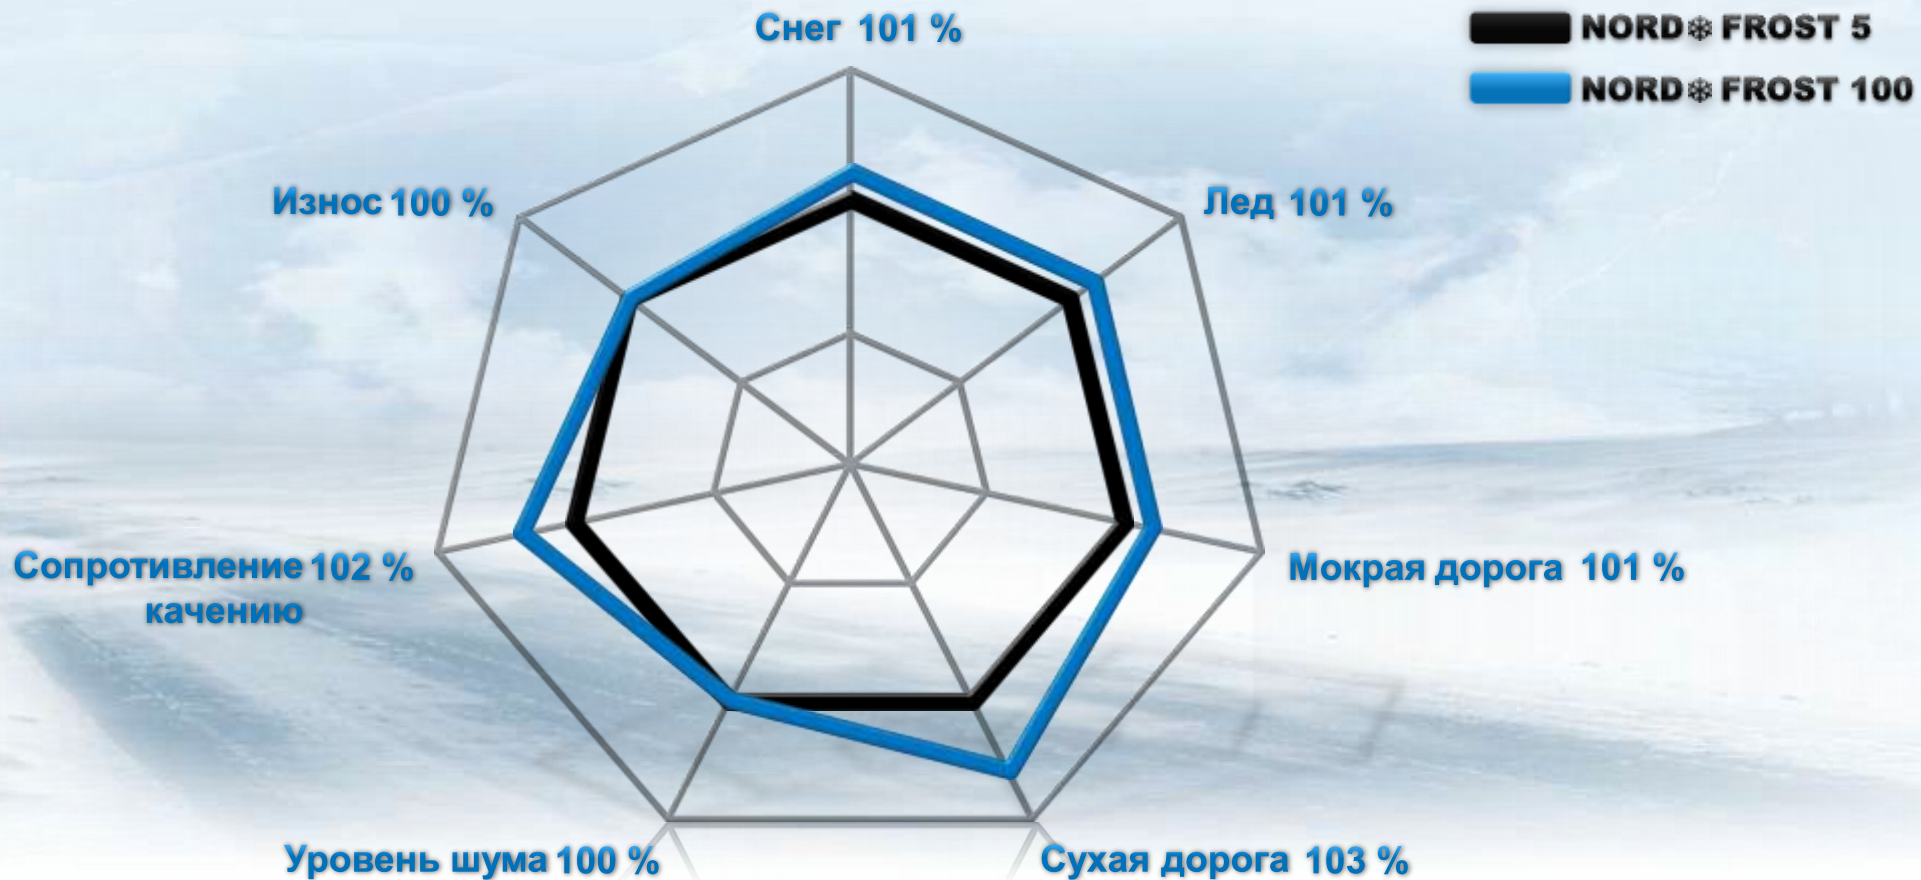 Снег 101 %
NORD❄FROST 5
NORD❄FROST 100
Износ 100 %
Лед 101 %
Сопротивление 102 %
качению
Мокрая дорога 101 %
Уровень шума 100 %
Сухая дорога 103 %